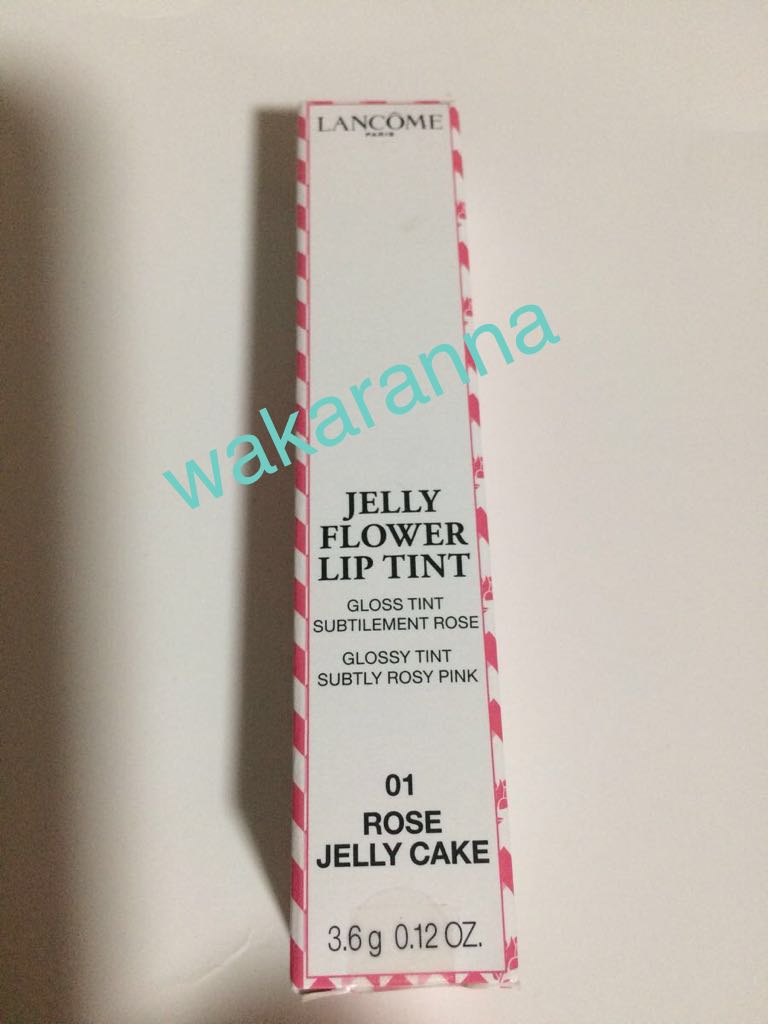 LANCÔME
PARIS
wakaranna
JELLY
FLOWER
LIP TINT
GLOSS TINT
SUBTILEMENT ROSE
GLOSSY TINT
SUBTLY ROSY PINK
01
ROSE
JELLY CAKE
3.6 g 0.12 OZ.